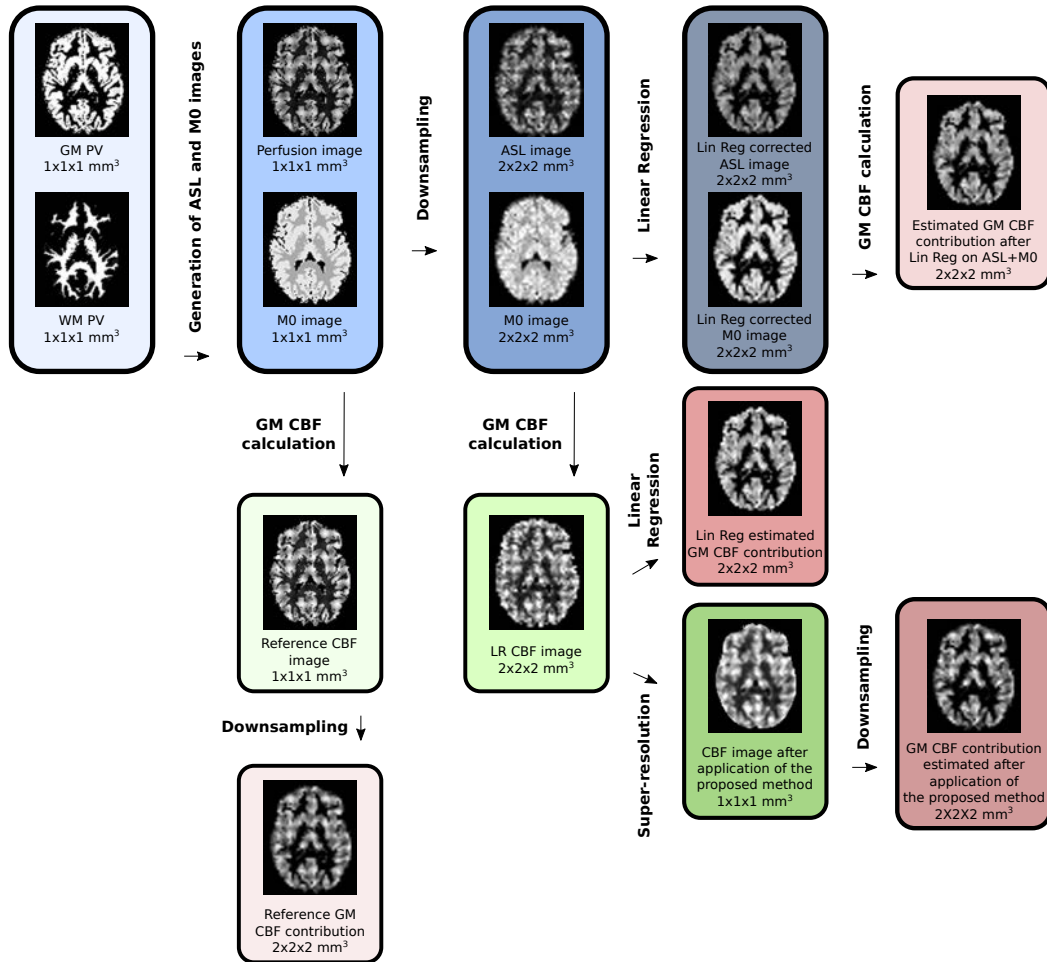 GM PV
1x1x1 mm³
WM PV
1x1x1 mm³
Generation of ASL and M0 images
Perfusion image
1x1x1 mm³
M0 image
1x1x1 mm³
Downsampling
ASL image
2x2x2 mm³
M0 image
2x2x2 mm³
Linear Regression
Lin Reg corrected
ASL image
2x2x2 mm³
Lin Reg corrected
M0 image
2x2x2 mm³
GM CBF calculation
Estimated GM CBF
contribution after
Lin Reg on ASL+M0
2x2x2 mm³
GM CBF
calculation
GM CBF
calculation
Reference CBF
image
1x1x1 mm³
LR CBF image
2x2x2 mm³
Linear
Regression
Lin Reg estimated
GM CBF contribution
2x2x2 mm³
Downsampling
Reference GM
CBF contribution
2x2x2 mm³
Super-resolution
CBF image after
application of the
proposed method
1x1x1 mm³
Downsampling
GM CBF contribution
estimated after
application of
the proposed method
2X2X2 mm³